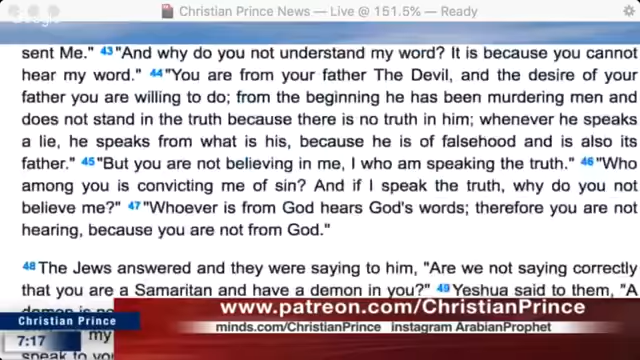 Christian Prince News — Live @ 151.5% — Ready
sent Me." 43 "And why do you not understand my word? It is because you cannot
hear my word." 44 "You are from your father The Devil, and the desire of your
father you are willing to do; from the beginning he has been murdering men and
does not stand in the truth because there is no truth in him; whenever he speaks
a lie, he speaks from what is his, because he is of falsehood and is also its
father." 45 "But you are not believing in me, I who am speaking the truth." 46 "Who
among you is convicting me of sin? And if I speak the truth, why do you not
believe me?" 47 "Whoever is from God hears God's words; therefore you are not
hearing, because you are not from God."
48 The Jews answered and they were saying to him, "Are we not saying correctly
that you are a Samaritan and have a demon in you?" 49 Yeshua said to them, "A
demon is
www.patreon.com/ChristianPrince
Christian Prince
minds.com/ChristianPrince instagram ArabianProphet
7:17
my
speak to you